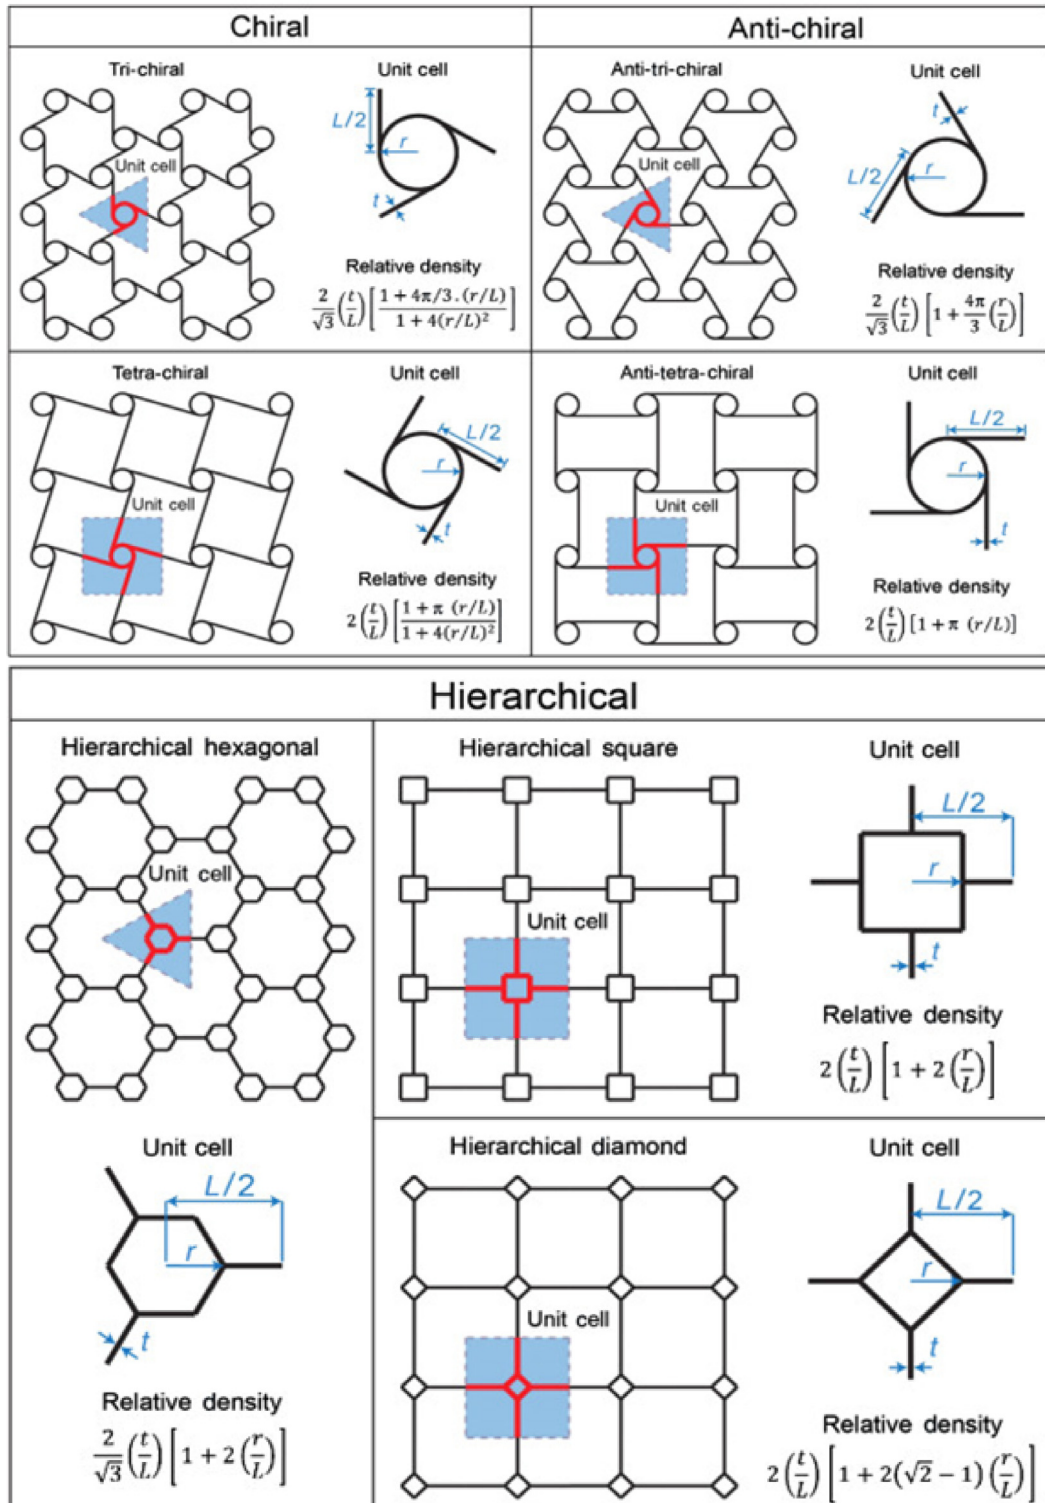 Chiral
Anti-chiral
Tri-chiral
Unit cell
L/2
r
Unit cell
t
Relative density
2/√3 (t/L) [1 + 4π/3.(r/L) / 1 + 4(r/L)²]
Anti-tri-chiral
Unit cell
t
L/2
r
Unit cell
Relative density
2/√3 (t/L) [1 + 4π/3 (r/L)]
Tetra-chiral
Unit cell
L/2
r
Unit cell
t
Relative density
2(t/L) [1 + π (r/L) / 1 + 4(r/L)²]
Anti-tetra-chiral
Unit cell
L/2
r
Unit cell
t
Relative density
2(t/L) [1 + π (r/L)]
Hierarchical
Hierarchical hexagonal
Unit cell
Unit cell
L/2
r
t
Relative density
2/√3 (t/L) [1 + 2(r/L)]
Hierarchical square
Unit cell
L/2
r
Unit cell
t
Relative density
2(t/L) [1 + 2(r/L)]
Hierarchical diamond
Unit cell
L/2
r
Unit cell
t
Relative density
2(t/L) [1 + 2(√2 − 1)(r/L)]